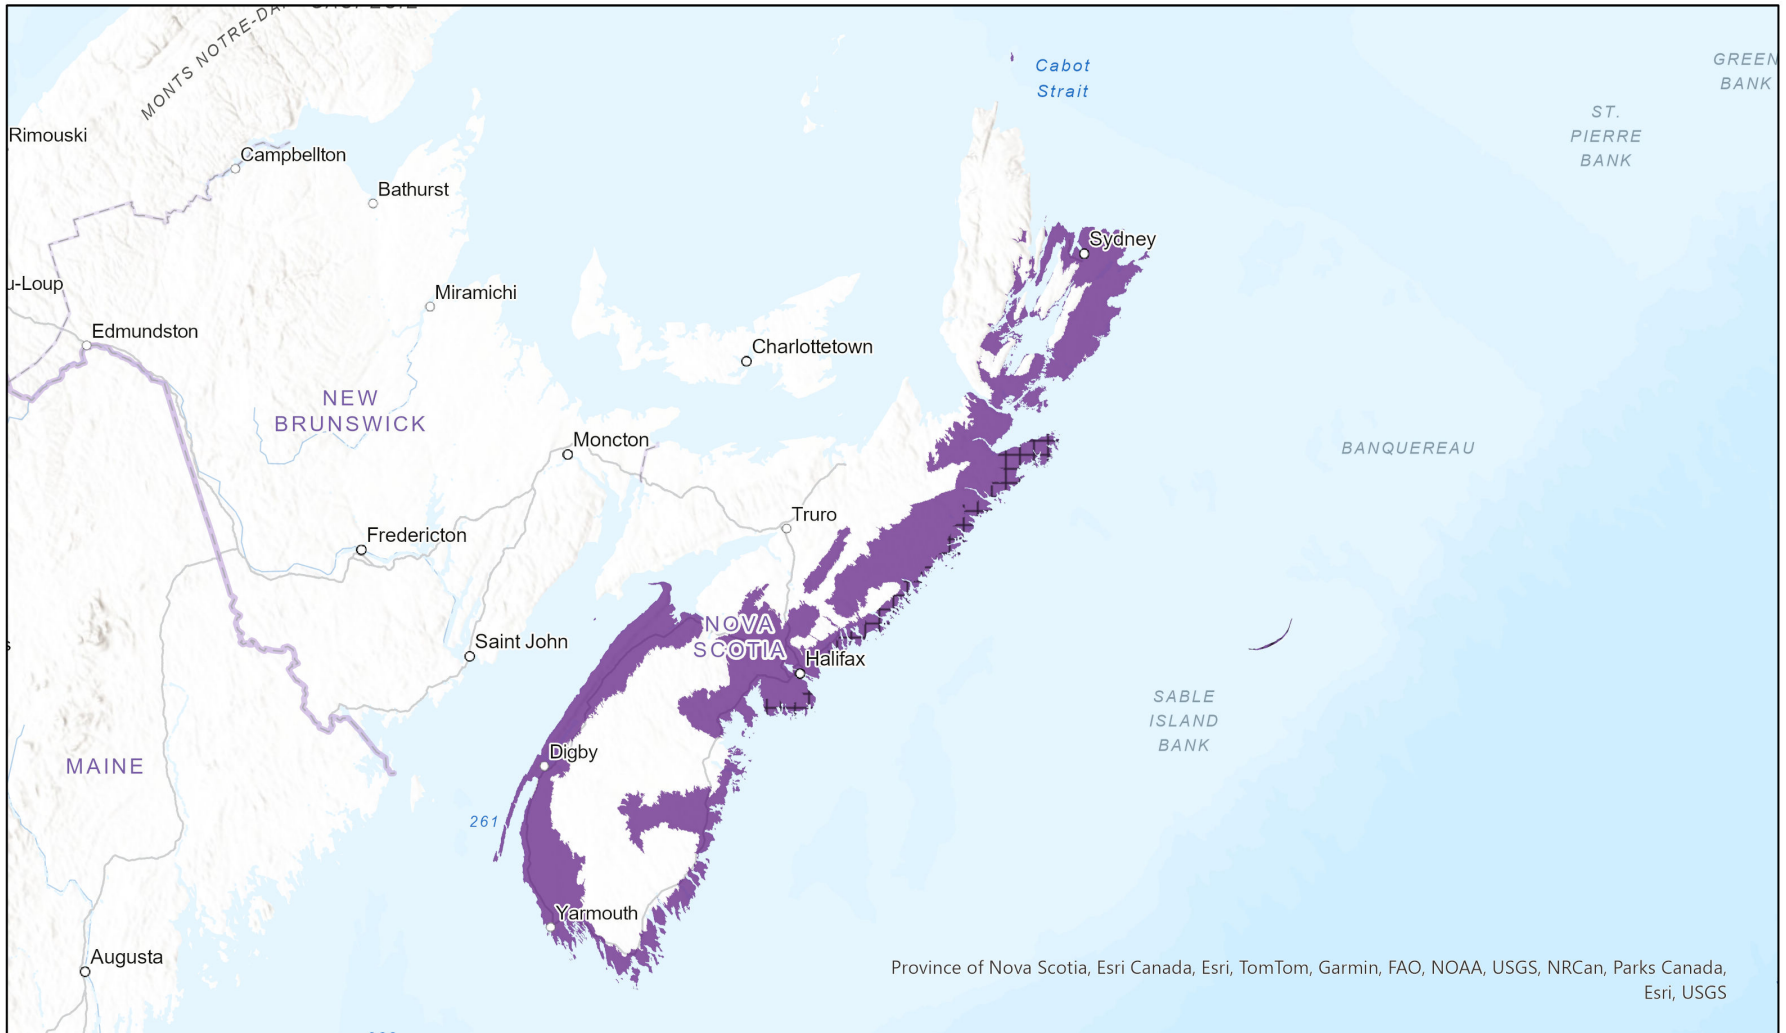 MONTS NOTRE-DA
Cabot
Strait
GREEN
BANK
ST.
PIERRE
BANK
Rimouski
Campbellton
Bathurst
Sydney
u-Loup
Miramichi
Edmundston
Charlottetown
NEW
BRUNSWICK
Moncton
BANQUEREAU
Truro
Fredericton
NOVA
SCOTIA
Saint John
Halifax
SABLE
ISLAND
BANK
Digby
MAINE
261
Yarmouth
Augusta
Province of Nova Scotia, Esri Canada, Esri, TomTom, Garmin, FAO, NOAA, USGS, NRCan, Parks Canada,
Esri, USGS